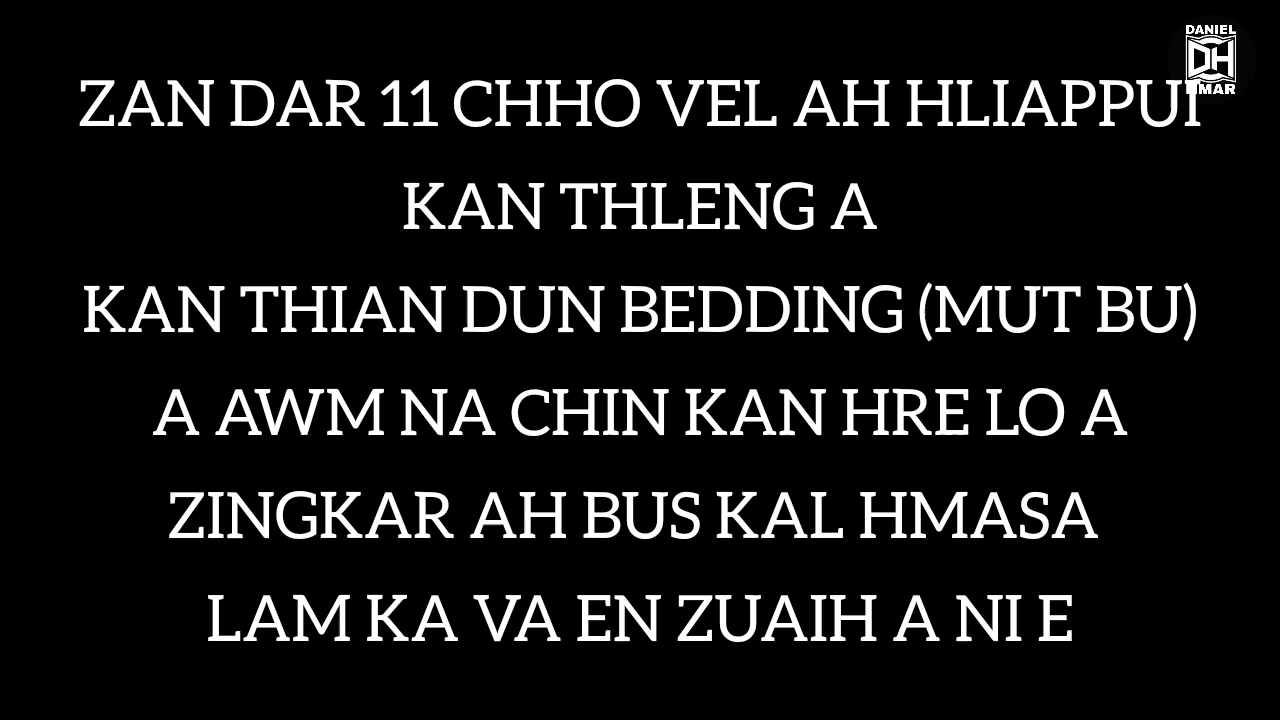 DANIEL
DH
HMAR
ZAN DAR 11 CHHO VEL AH HLIAPPUI
KAN THLENG A
KAN THIAN DUN BEDDING (MUT BU)
A AWM NA CHIN KAN HRE LO A
ZINGKAR AH BUS KAL HMASA
LAM KA VA EN ZUAIH A NI E